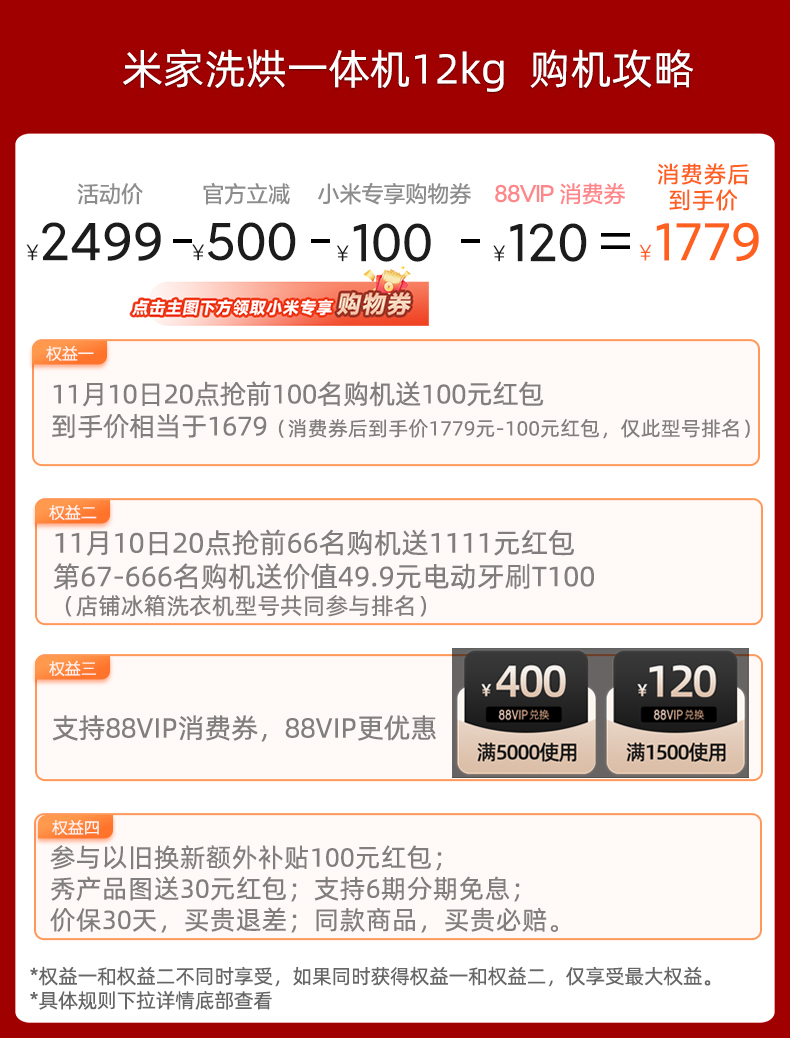 米家洗烘一体机12kg 购机攻略
活动价 官方立减 小米专享购物券 88VIP 消费券 消费券后
到手价
¥2499-¥500-¥100-¥120=¥1779
点击主图下方领取小米专享购物券
权益一
11月10日20点抢前100名购机送100元红包
到手价相当于1679（消费券后到手价1779元-100元红包，仅此型号排名）
权益二
11月10日20点抢前66名购机送1111元红包
第67-666名购机送价值49.9元电动牙刷T100
（店铺冰箱洗衣机型号共同参与排名）
权益三
支持88VIP消费券，88VIP更优惠
¥400 ¥120
88VIP兑换 88VIP兑换
满5000使用 满1500使用
权益四
参与以旧换新额外补贴100元红包；
秀产品图送30元红包；支持6期分期免息；
价保30天，买贵退差；同款商品，买贵必赔。
*权益一和权益二不同时享受，如果同时获得权益一和权益二，仅享受最大权益。
*具体规则下拉详情底部查看